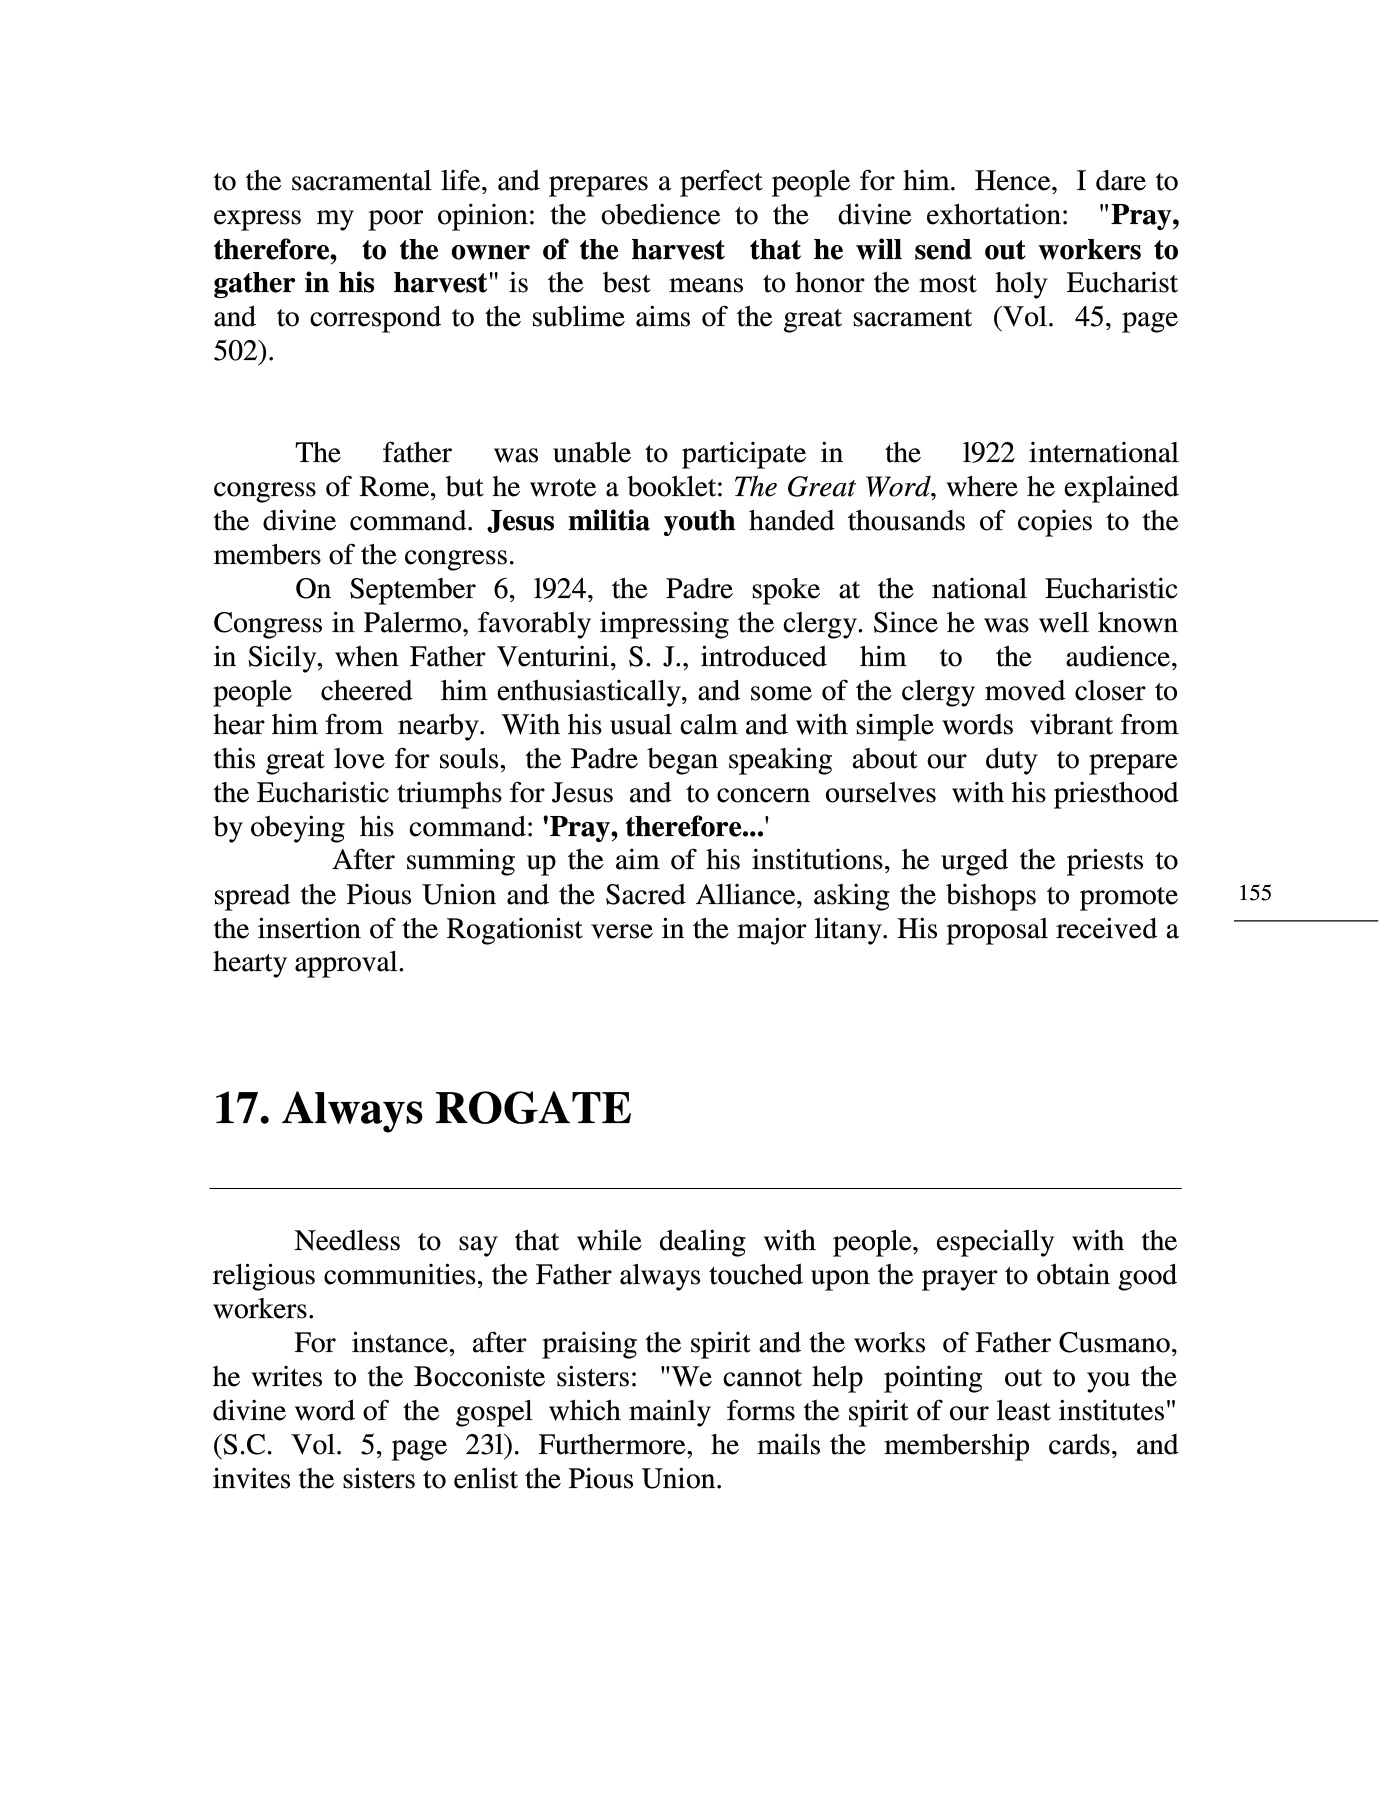 to the sacramental life, and prepares a perfect people for him. Hence, I dare to
express my poor opinion: the obedience to the divine exhortation: "Pray,
therefore, to the owner of the harvest that he will send out workers to
gather in his harvest" is the best means to honor the most holy Eucharist
and to correspond to the sublime aims of the great sacrament (Vol. 45, page
502).
The father was unable to participate in the l922 international
congress of Rome, but he wrote a booklet: The Great Word, where he explained
the divine command. Jesus militia youth handed thousands of copies to the
members of the congress.
On September 6, l924, the Padre spoke at the national Eucharistic
Congress in Palermo, favorably impressing the clergy. Since he was well known
in Sicily, when Father Venturini, S. J., introduced him to the audience,
people cheered him enthusiastically, and some of the clergy moved closer to
hear him from nearby. With his usual calm and with simple words vibrant from
this great love for souls, the Padre began speaking about our duty to prepare
the Eucharistic triumphs for Jesus and to concern ourselves with his priesthood
by obeying his command: 'Pray, therefore...'
After summing up the aim of his institutions, he urged the priests to
spread the Pious Union and the Sacred Alliance, asking the bishops to promote
the insertion of the Rogationist verse in the major litany. His proposal received a
hearty approval.
155
17. Always ROGATE
Needless to say that while dealing with people, especially with the
religious communities, the Father always touched upon the prayer to obtain good
workers.
For instance, after praising the spirit and the works of Father Cusmano,
he writes to the Bocconiste sisters: "We cannot help pointing out to you the
divine word of the gospel which mainly forms the spirit of our least institutes"
(S.C. Vol. 5, page 23l). Furthermore, he mails the membership cards, and
invites the sisters to enlist the Pious Union.